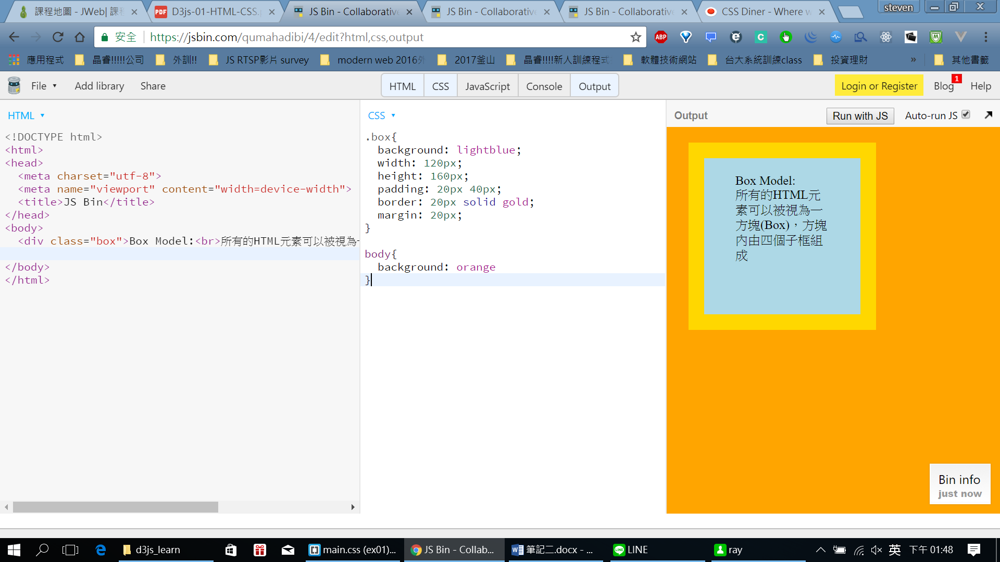 課程地圖 - JWeb| 課
D3js-01-HTML-CSS.
JS Bin - Collaborative
JS Bin - Collaborative
JS Bin - Collaborative
CSS Diner - Where w
steven
安全
https://jsbin.com/qumahadibi/4/edit?html,css,output
應用程式
晶睿!!!!!公司
外訓!!
JS RTSP影片 survey
modern web 2016
2017釜山
晶睿!!!!新人訓練程式
軟體技術網站
台大系統訓練class
投資理財
»
其他書籤
File
Add library
Share
HTML
CSS
JavaScript
Console
Output
Login or Register
Blog
1
Help
HTML
<!DOCTYPE html>
<html>
<head>
<meta charset="utf-8">
<meta name="viewport" content="width=device-width">
<title>JS Bin</title>
</head>
<body>
<div class="box">Box Model:<br>所有的HTML元素可以被視為
</body>
</html>
CSS
.box{
background: lightblue;
width: 120px;
height: 160px;
padding: 20px 40px;
border: 20px solid gold;
margin: 20px;
}
body{
background: orange
}
Output
Run with JS
Auto-run JS
Box Model:
所有的HTML元
素可以被視為一
方塊(Box)，方塊
內由四個子框組
成
Bin info
just now
d3js_learn
main.css (ex01)...
JS Bin - Collab...
筆記二.docx - ...
LINE
ray
英
下午 01:48